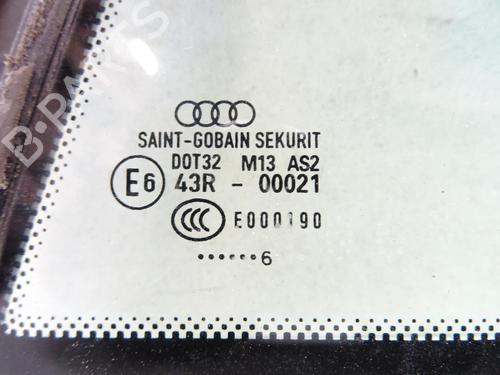 B-PARTS
SAINT-GOBAIN SEKURIT
DOT32 M13 AS2
E6 43R - 00021
CCC E000190
......6